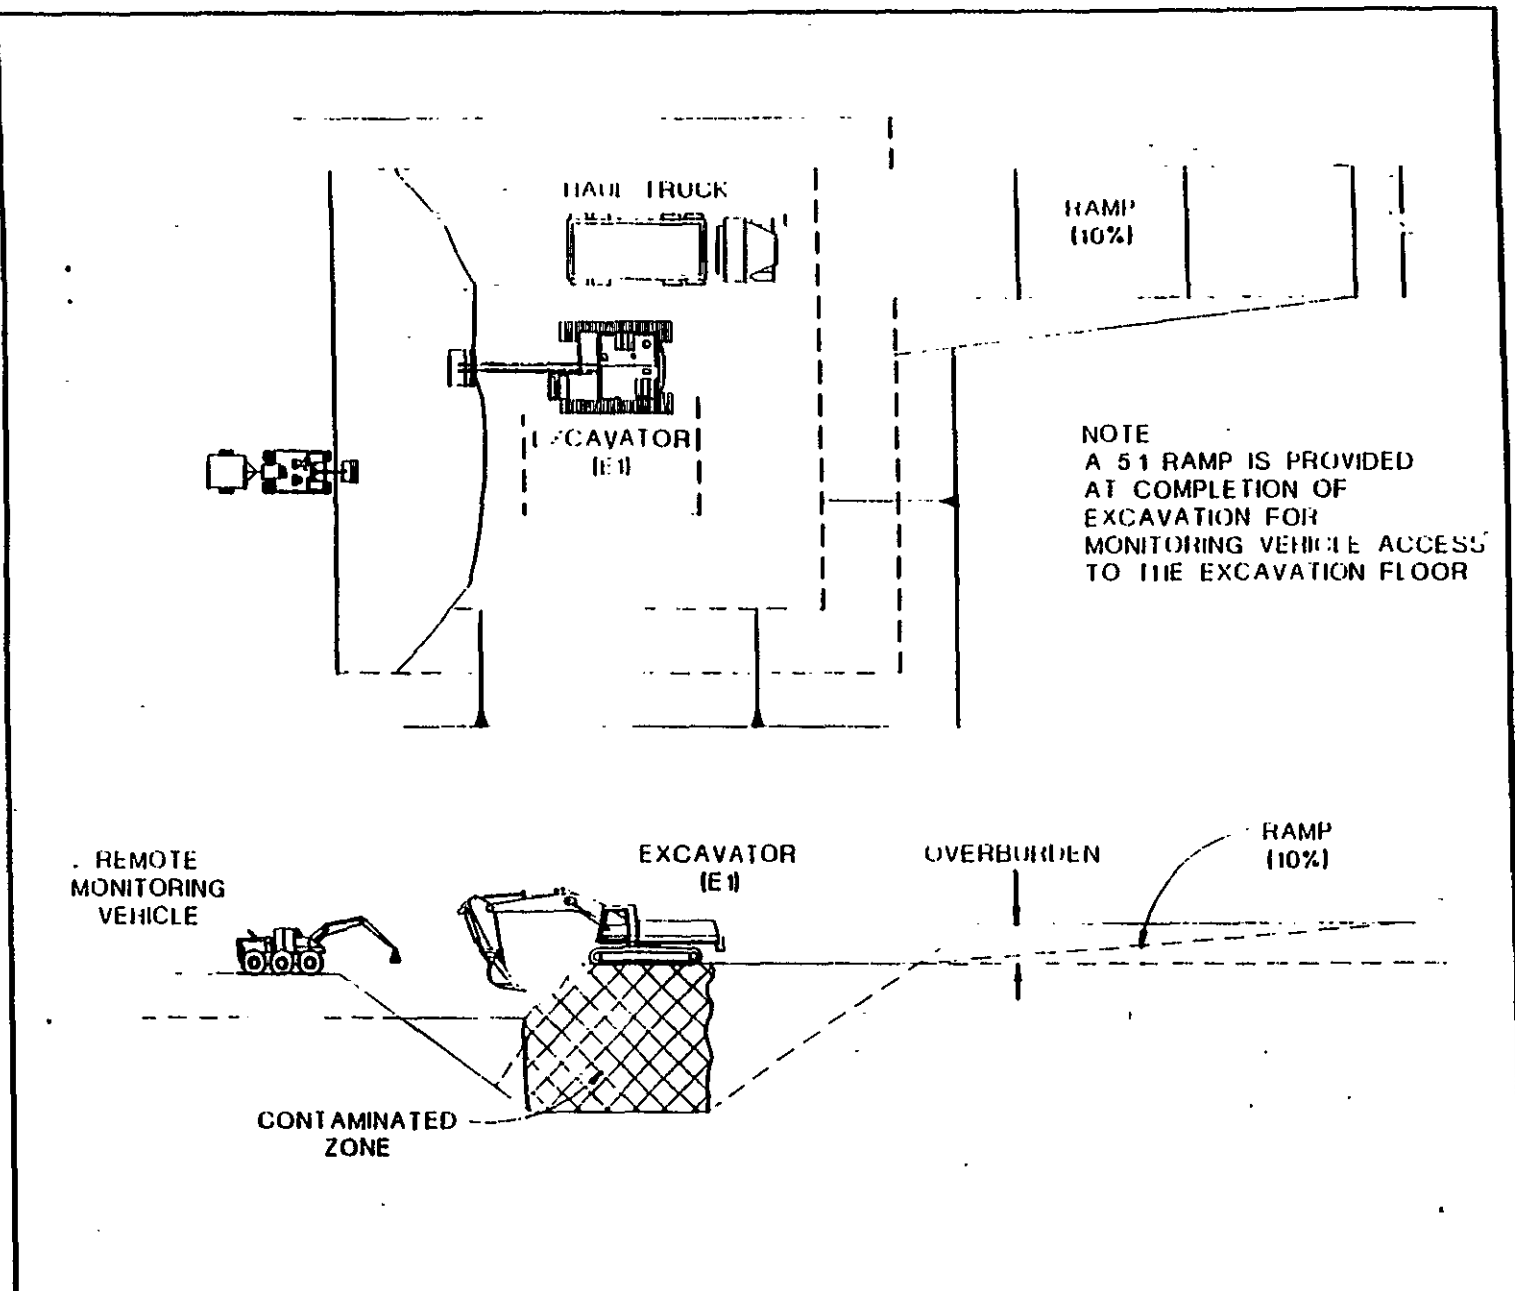 HAUL TRUCK
RAMP
(10%)
EXCAVATOR
(E1)
NOTE
A 5 1 RAMP IS PROVIDED
AT COMPLETION OF
EXCAVATION FOR
MONITORING VEHICLE ACCESS
TO THE EXCAVATION FLOOR
REMOTE
MONITORING
VEHICLE
EXCAVATOR
(E1)
OVERBURDEN
RAMP
(10%)
CONTAMINATED
ZONE